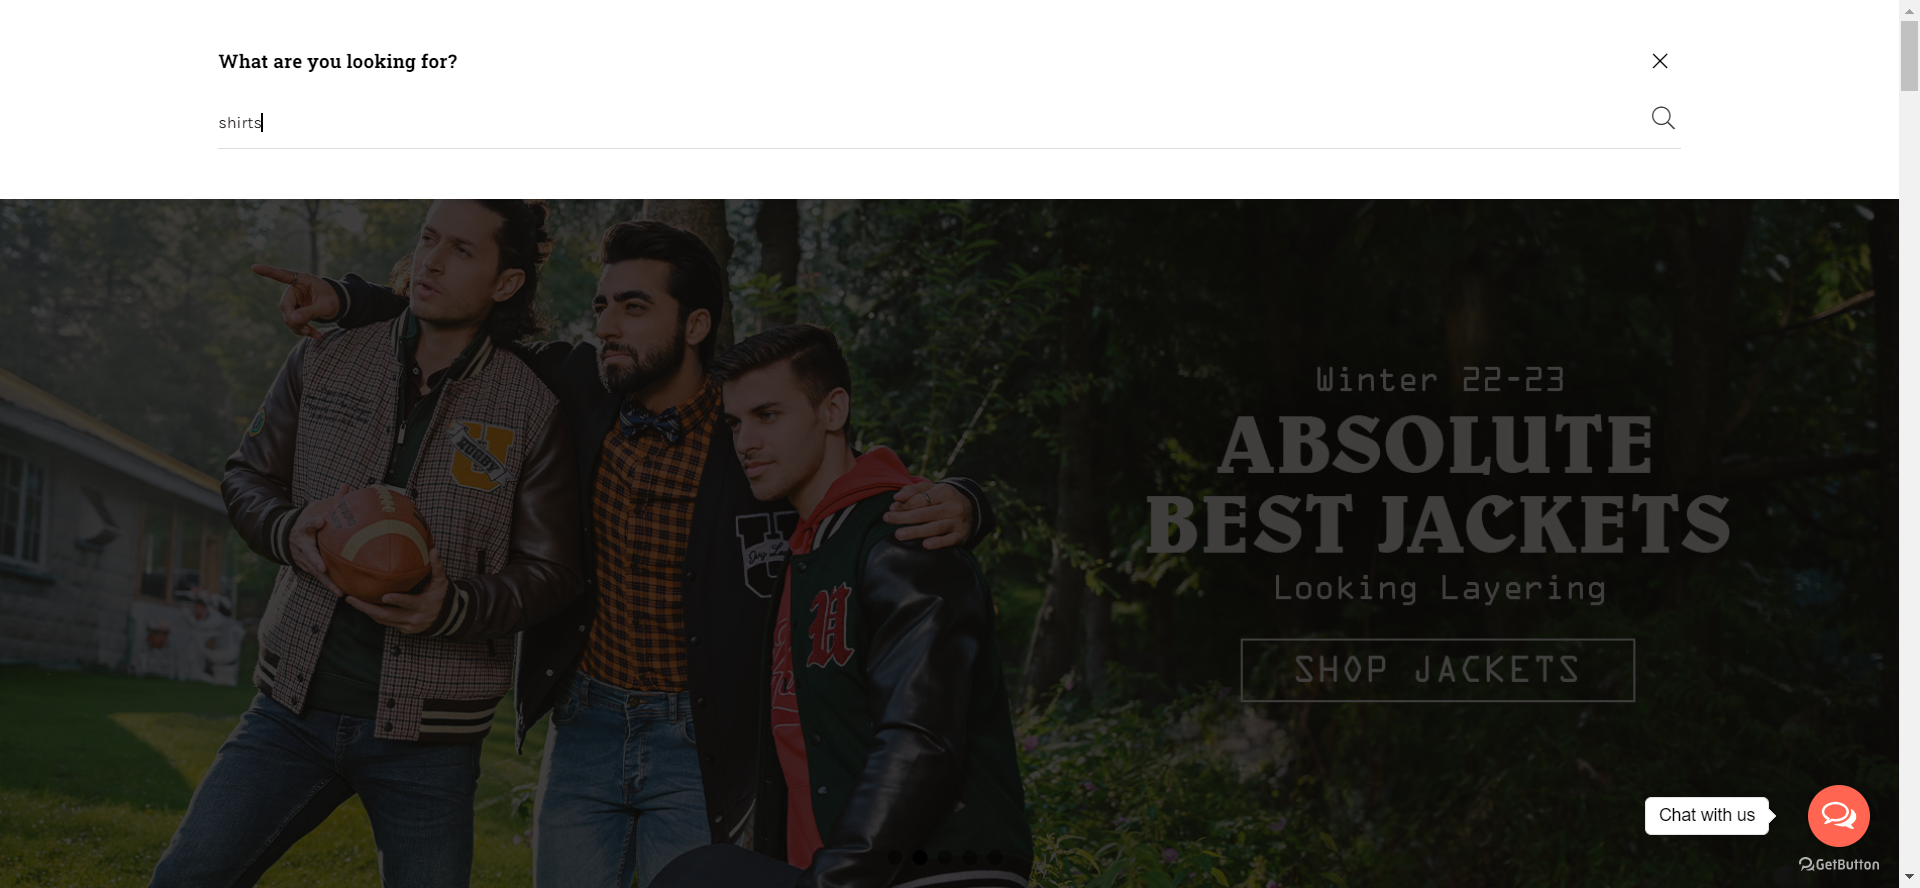 What are you looking for?
shirts
Winter 22-23
ABSOLUTE
BEST JACKETS
Looking Layering
SHOP JACKETS
RUGBY
U
U
Chat with us
GetButton